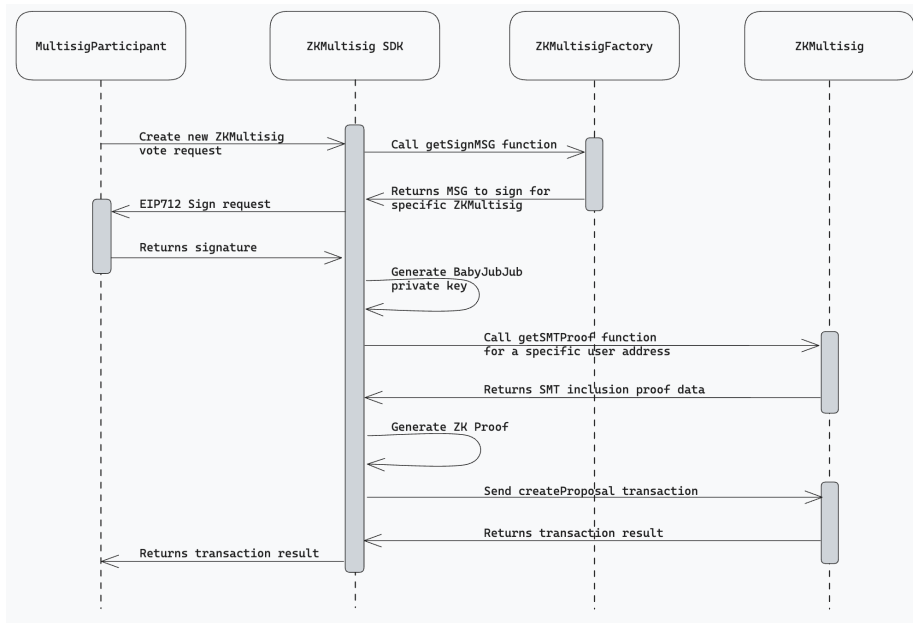 MultisigParticipant
ZKMultisig SDK
ZKMultisigFactory
ZKMultisig
Create new ZKMultisig
vote request
Call getSignMSG function
Returns MSG to sign for
specific ZKMultisig
EIP712 Sign request
Returns signature
Generate BabyJubJub
private key
Call getSMTProof function
for a specific user address
Returns SMT inclusion proof data
Generate ZK Proof
Send createProposal transaction
Returns transaction result
Returns transaction result